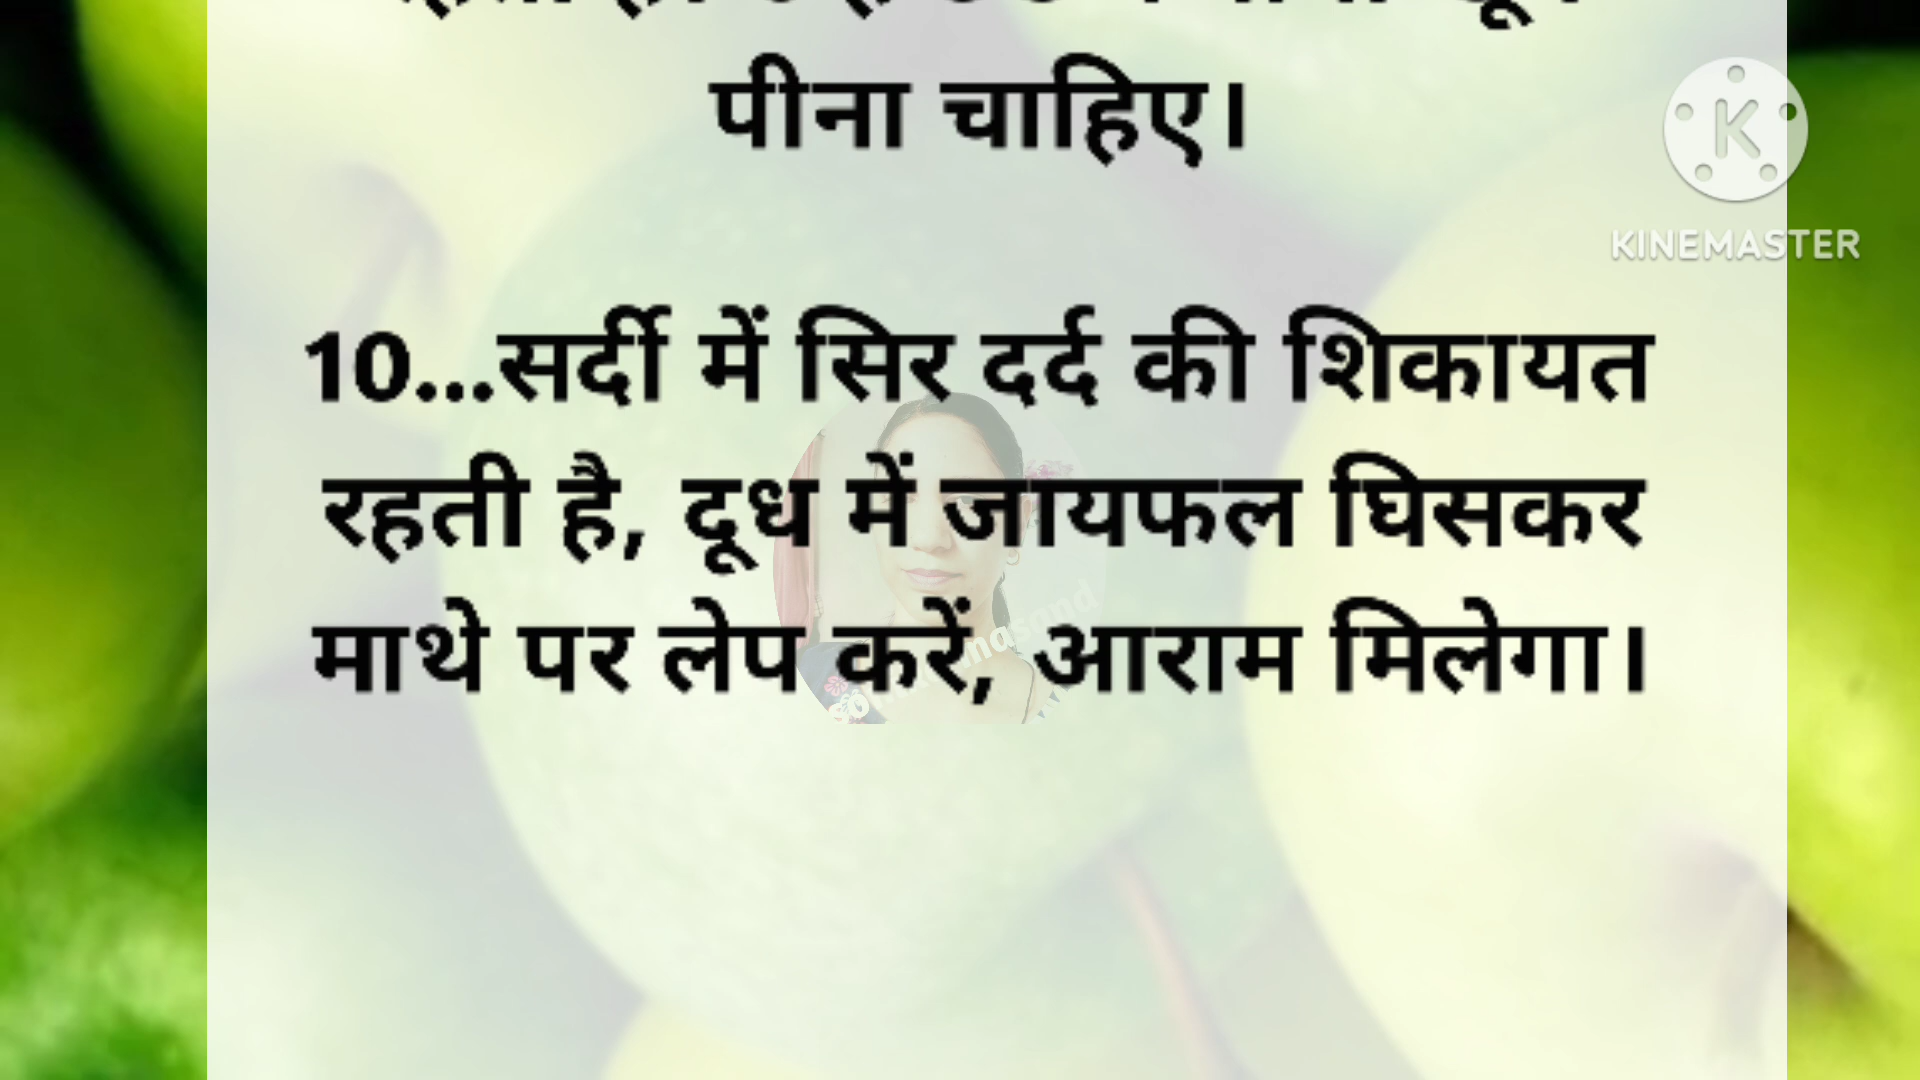 पीना चाहिए।
K
KINEMASTER
10...सर्दी में सिर दर्द की शिकायत
रहती है, दूध में जायफल घिसकर
माथे पर लेप करें, आराम मिलेगा।